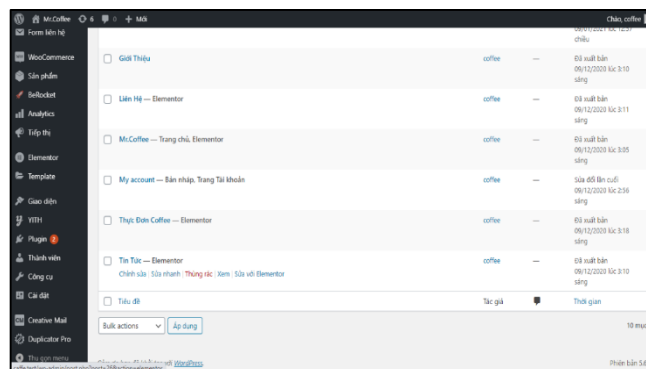 Mr.Coffee 6 0 + Mới Chào, coffee
Form liên hệ
chiều
WooCommerce
Sản phẩm
BeRocket
Analytics
Tiếp thị
Elementor
Template
Giao diện
YITH
Plugin 2
Thành viên
Công cụ
Cài đặt
Creative Mail
Duplicator Pro
Thu gọn menu
Giới Thiệu coffee — Đã xuất bản
09/12/2020 lúc 3:10
sáng
Liên Hệ — Elementor coffee — Đã xuất bản
09/12/2020 lúc 3:11
sáng
Mr.Coffee — Trang chủ, Elementor coffee — Đã xuất bản
09/12/2020 lúc 3:05
sáng
My account — Bản nháp, Trang Tài khoản coffee — Sửa đổi lần cuối
09/12/2020 lúc 2:56
sáng
Thực Đơn Coffee — Elementor coffee — Đã xuất bản
09/12/2020 lúc 3:18
sáng
Tin Tức — Elementor coffee — Đã xuất bản
Chỉnh sửa | Sửa nhanh | Thùng rác | Xem | Sửa với Elementor 09/12/2020 lúc 3:10
sáng
Tiêu đề Tác giả Thời gian
Bulk actions Áp dụng 10 mục
WordPress. Phiên bản 5.6